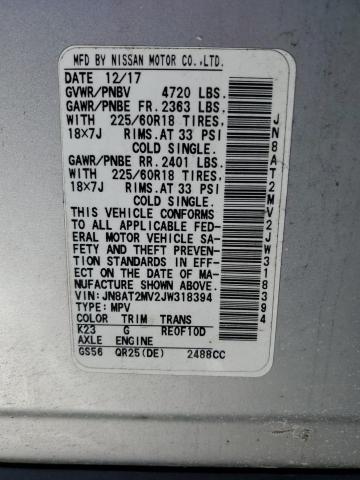 MFD BY NISSAN MOTOR CO.,LTD.
DATE 12/17
GVWR/PNBV 4720 LBS.
GAWR/PNBE FR. 2363 LBS.
WITH 225/60R18 TIRES,
18×7J RIMS. AT 33 PSI
COLD SINGLE.
GAWR/PNBE RR. 2401 LBS.
WITH 225/60R18 TIRES,
18×7J RIMS. AT 33 PSI
COLD SINGLE.
THIS VEHICLE CONFORMS
TO ALL APPLICABLE FED-
ERAL MOTOR VEHICLE SA-
FETY AND THEFT PREVEN-
TION STANDARDS IN EFF-
ECT ON THE DATE OF MA-
NUFACTURE SHOWN ABOVE.
VIN: JN8AT2MV2JW318394
TYPE: MPV
COLOR TRIM TRANS
K23 G RE0F10D
AXLE ENGINE
GS56 QR25(DE) 2488CC
JN8AT2MV2JW318394